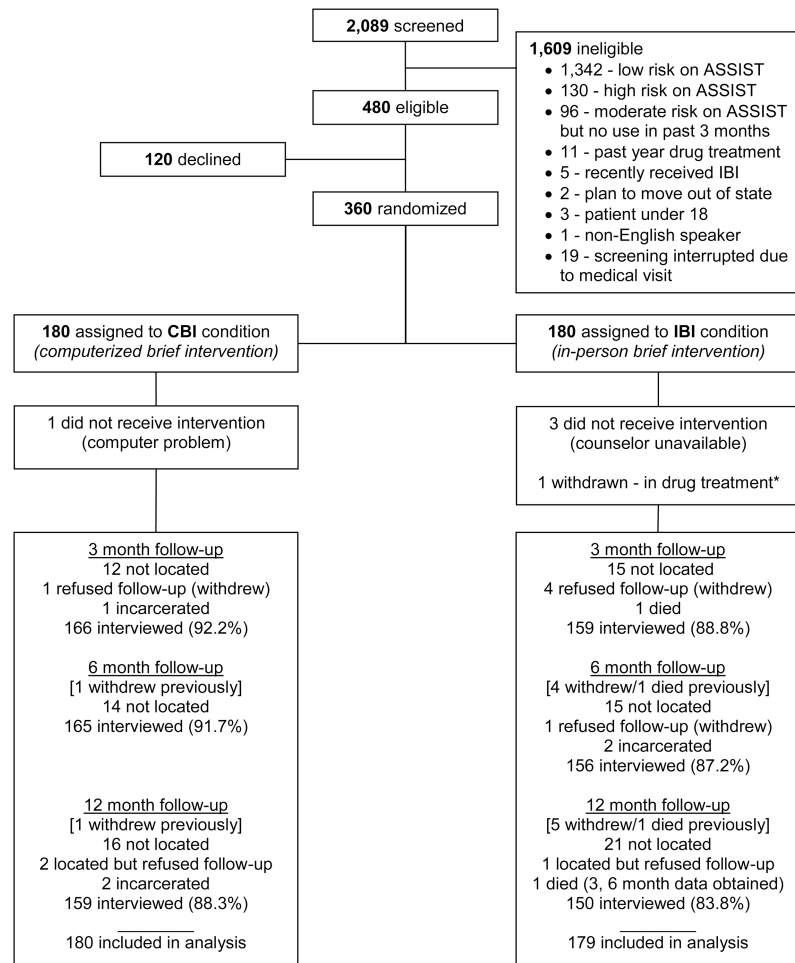 2,089 screened
1,609 ineligible
• 1,342 - low risk on ASSIST
• 130 - high risk on ASSIST
• 96 - moderate risk on ASSIST
but no use in past 3 months
• 11 - past year drug treatment
• 5 - recently received IBI
• 2 - plan to move out of state
• 3 - patient under 18
• 1 - non-English speaker
• 19 - screening interrupted due
to medical visit
480 eligible
120 declined
360 randomized
180 assigned to CBI condition
(computerized brief intervention)
180 assigned to IBI condition
(in-person brief intervention)
1 did not receive intervention
(computer problem)
3 did not receive intervention
(counselor unavailable)
1 withdrawn - in drug treatment*
3 month follow-up
12 not located
1 refused follow-up (withdrew)
1 incarcerated
166 interviewed (92.2%)
6 month follow-up
[1 withdrew previously]
14 not located
165 interviewed (91.7%)
12 month follow-up
[1 withdrew previously]
16 not located
2 located but refused follow-up
2 incarcerated
159 interviewed (88.3%)
180 included in analysis
3 month follow-up
15 not located
4 refused follow-up (withdrew)
1 died
159 interviewed (88.8%)
6 month follow-up
[4 withdrew/1 died previously]
15 not located
1 refused follow-up (withdrew)
2 incarcerated
156 interviewed (87.2%)
12 month follow-up
[5 withdrew/1 died previously]
21 not located
1 located but refused follow-up
1 died (3, 6 month data obtained)
150 interviewed (83.8%)
179 included in analysis